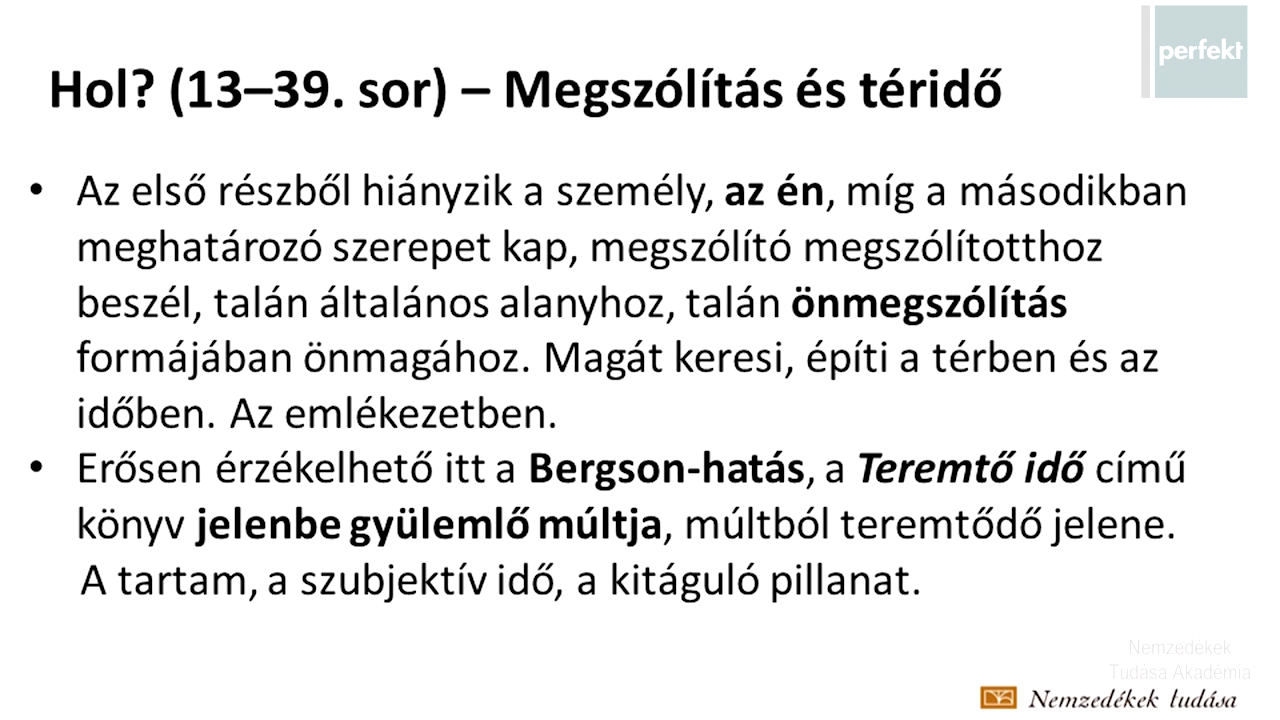 perfekt
Hol? (13–39. sor) – Megszólítás és téridő
• Az első részből hiányzik a személy, az én, míg a másodikban
meghatározó szerepet kap, megszólító megszólítotthoz
beszél, talán általános alanyhoz, talán önmegszólítás
formájában önmagához. Magát keresi, építi a térben és az
időben. Az emlékezetben.
• Erősen érzékelhető itt a Bergson-hatás, a Teremtő idő című
könyv jelenbe gyülemlő múltja, múltból teremtődő jelene.
A tartam, a szubjektív idő, a kitáguló pillanat.
Nemzedékek
Tudása Akadémia
Nemzedékek tudása